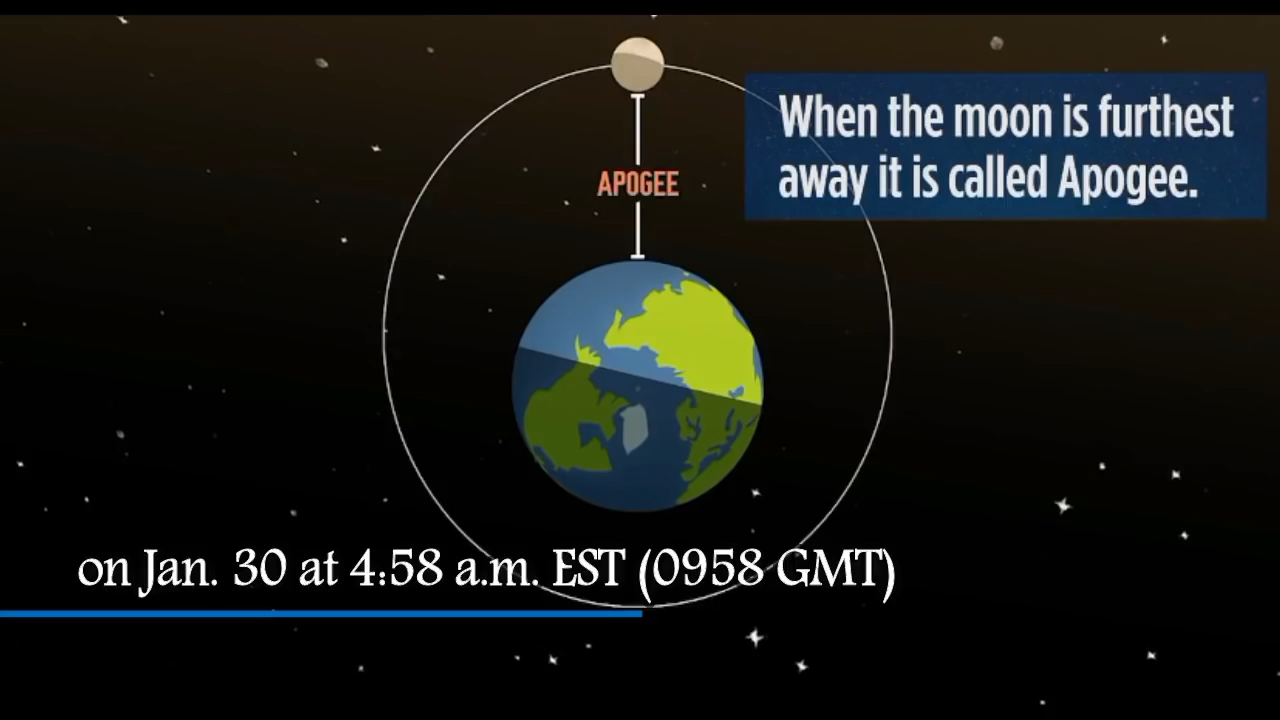 When the moon is furthest
away it is called Apogee.
APOGEE
on Jan. 30 at 4:58 a.m. EST (0958 GMT)